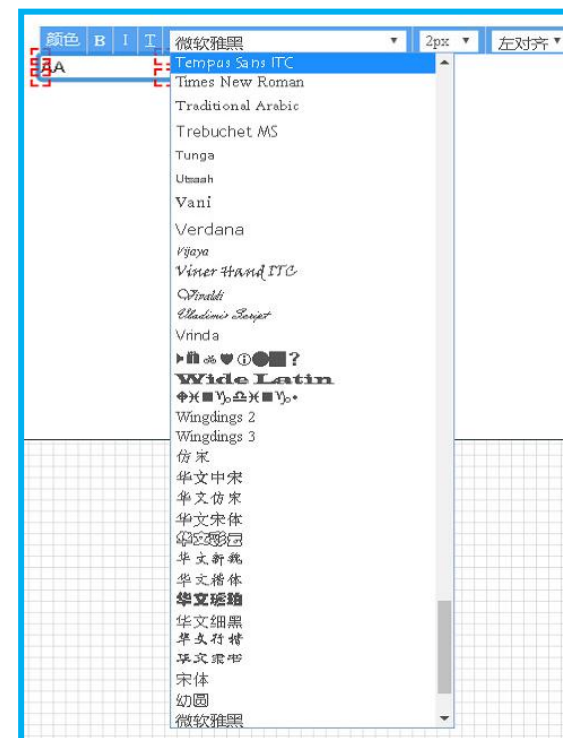 颜色 B I T 微软雅黑 2px 左对齐
AA
Tempus Sans ITC
Times New Roman
Traditional Arabic
Trebuchet MS
Tunga
Utsaah
Vani
Verdana
Vijaya
Viner Hand ITC
Vivaldi
Vladimir Script
Vrinda
Wide Latin
Wingdings 2
Wingdings 3
仿宋
华文中宋
华文仿宋
华文宋体
华文彩云
华文新魏
华文楷体
华文琥珀
华文细黑
华文行楷
华文隶书
宋体
幼圆
微软雅黑